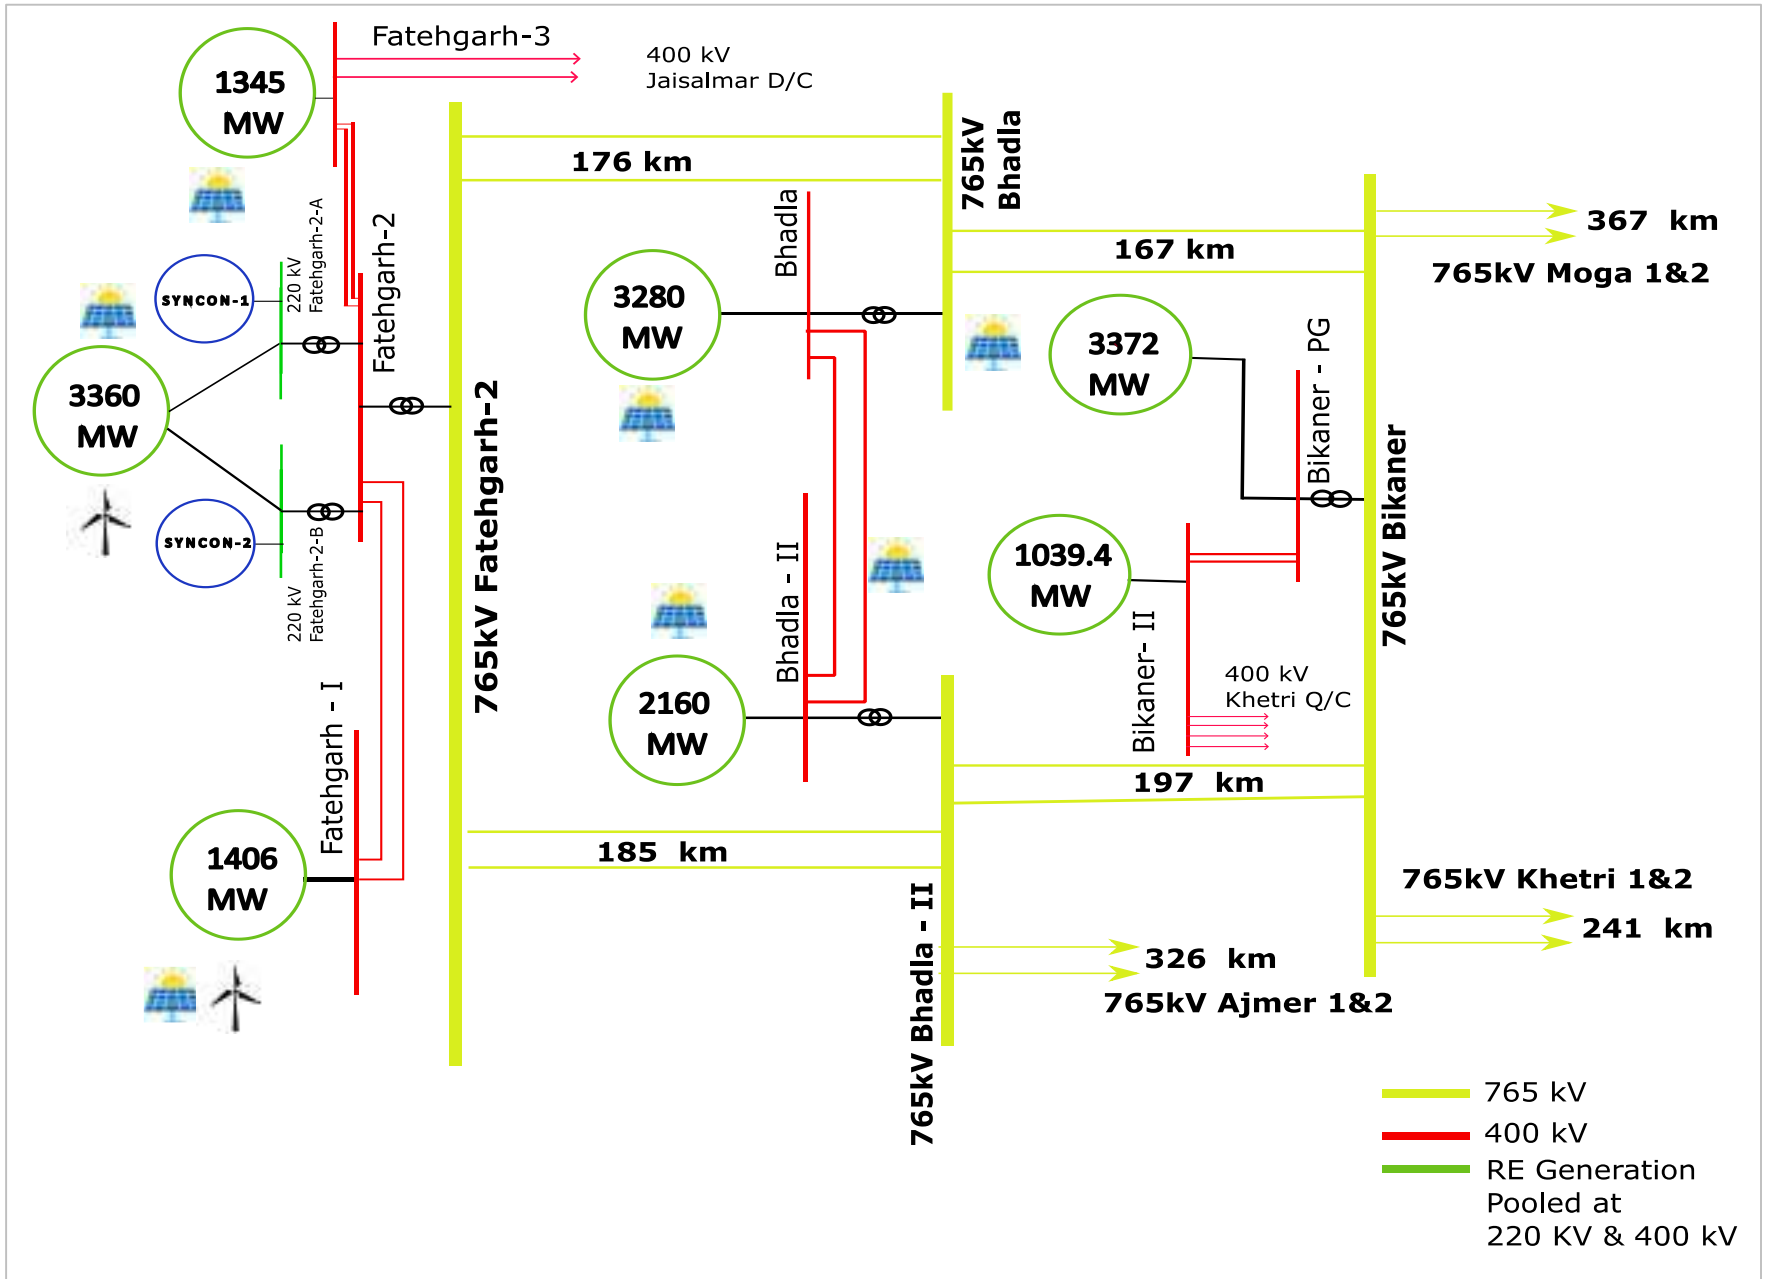 Fatehgarh-3
400 kV
Jaisalmar D/C
1345
MW
176 km
765kV
Bhadla
220 kV
Fatehgarh-2-A
Fatehgarh-2
SYNCON-1
3360
MW
SYNCON-2
220 kV
Fatehgarh-2-B
765kV Fatehgarh-2
Fatehgarh - I
1406
MW
Bhadla
3280
MW
Bhadla - II
2160
MW
185  km
765kV Bhadla - II
167 km
3372
MW
Bikaner - PG
1039.4
MW
Bikaner- II
400 kV
Khetri Q/C
197  km
765kV Bikaner
367  km
765kV Moga 1&2
765kV Khetri 1&2
241  km
326  km
765kV Ajmer 1&2
765 kV
400 kV
RE Generation
Pooled at
220 KV & 400 kV